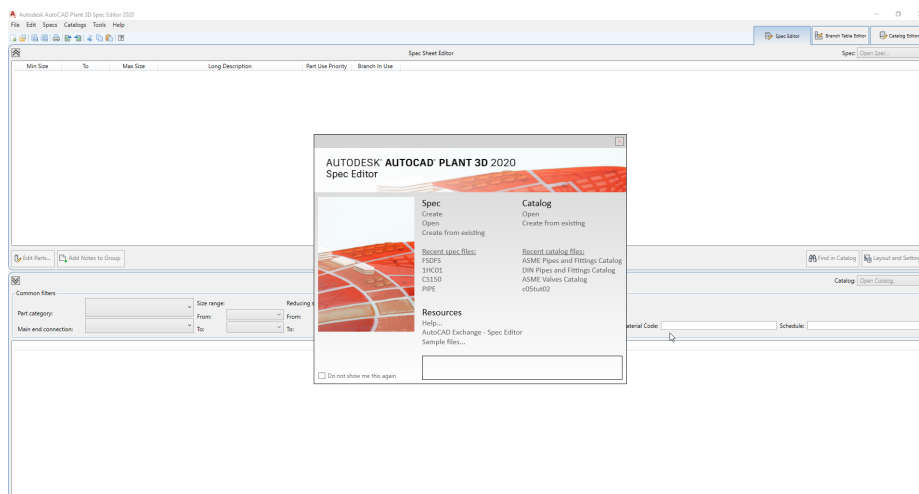 Autodesk AutoCAD Plant 3D Spec Editor 2020
File Edit Specs Catalogs Tools Help
Spec Editor Branch Table Editor Catalog Editor
Spec Sheet Editor Spec: Open Spec...
Min Size To Max Size Long Description Part Use Priority Branch In Use
AUTODESK® AUTOCAD® PLANT 3D 2020
Spec Editor
Spec
Create
Open
Create from existing
Recent spec files:
FSDFS
1HC01
CS150
PIPE
Catalog
Open
Create from existing
Recent catalog files:
ASME Pipes and Fittings Catalog
DIN Pipes and Fittings Catalog
ASME Valves Catalog
c05tut02
Resources
Help...
AutoCAD Exchange - Spec Editor
Sample files...
Do not show me this again
Edit Parts... Add Notes to Group Find in Catalog Layout and Settin
Catalog: Open Catalog...
Common filters
Part category: Size range: Reducing s
From: From:
Main end connection: To: To: aterial Code: Schedule: